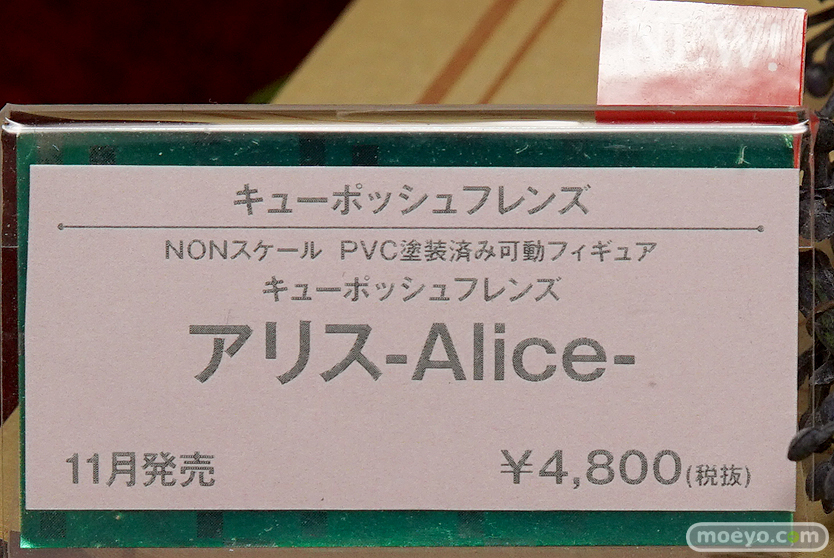 NEW!
キューポッシュフレンズ
NONスケール PVC塗装済み可動フィギュア
キューポッシュフレンズ
アリス-Alice-
11月発売
￥4,800(税抜)
moeyo.com